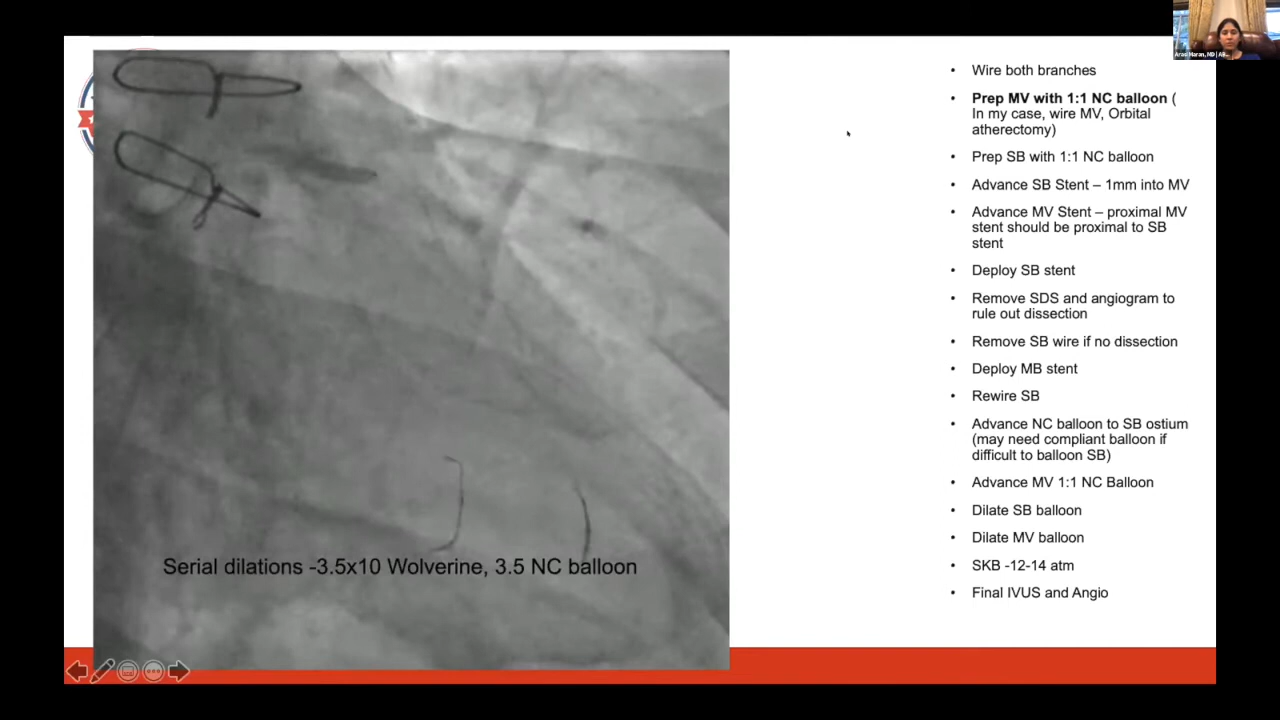 Aras Haran, MD | AB...
• Wire both branches
• Prep MV with 1:1 NC balloon (
In my case, wire MV, Orbital
atherectomy)
• Prep SB with 1:1 NC balloon
• Advance SB Stent – 1mm into MV
• Advance MV Stent – proximal MV
stent should be proximal to SB
stent
• Deploy SB stent
• Remove SDS and angiogram to
rule out dissection
• Remove SB wire if no dissection
• Deploy MB stent
• Rewire SB
• Advance NC balloon to SB ostium
(may need compliant balloon if
difficult to balloon SB)
• Advance MV 1:1 NC Balloon
• Dilate SB balloon
• Dilate MV balloon
• SKB -12-14 atm
• Final IVUS and Angio
Serial dilations -3.5x10 Wolverine, 3.5 NC balloon